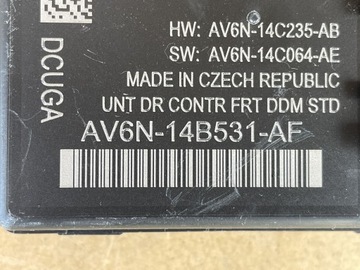 DCUGA
HW: AV6N-14C235-AB
SW: AV6N-14C064-AE
MADE IN CZECH REPUBLIC
UNT DR CONTR FRT DDM STD
AV6N-14B531-AF